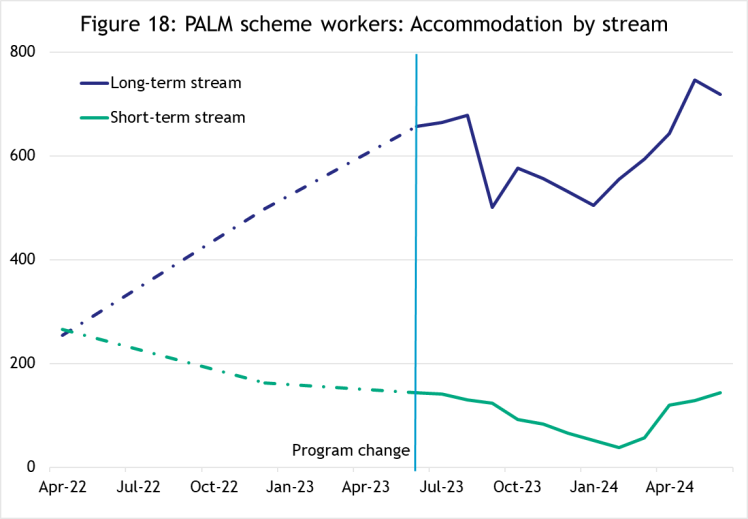 Figure 18: PALM scheme workers: Accommodation by stream
800
Long-term stream
Short-term stream
600
400
200
Program change
0
Apr-22 Jul-22 Oct-22 Jan-23 Apr-23 Jul-23 Oct-23 Jan-24 Apr-24